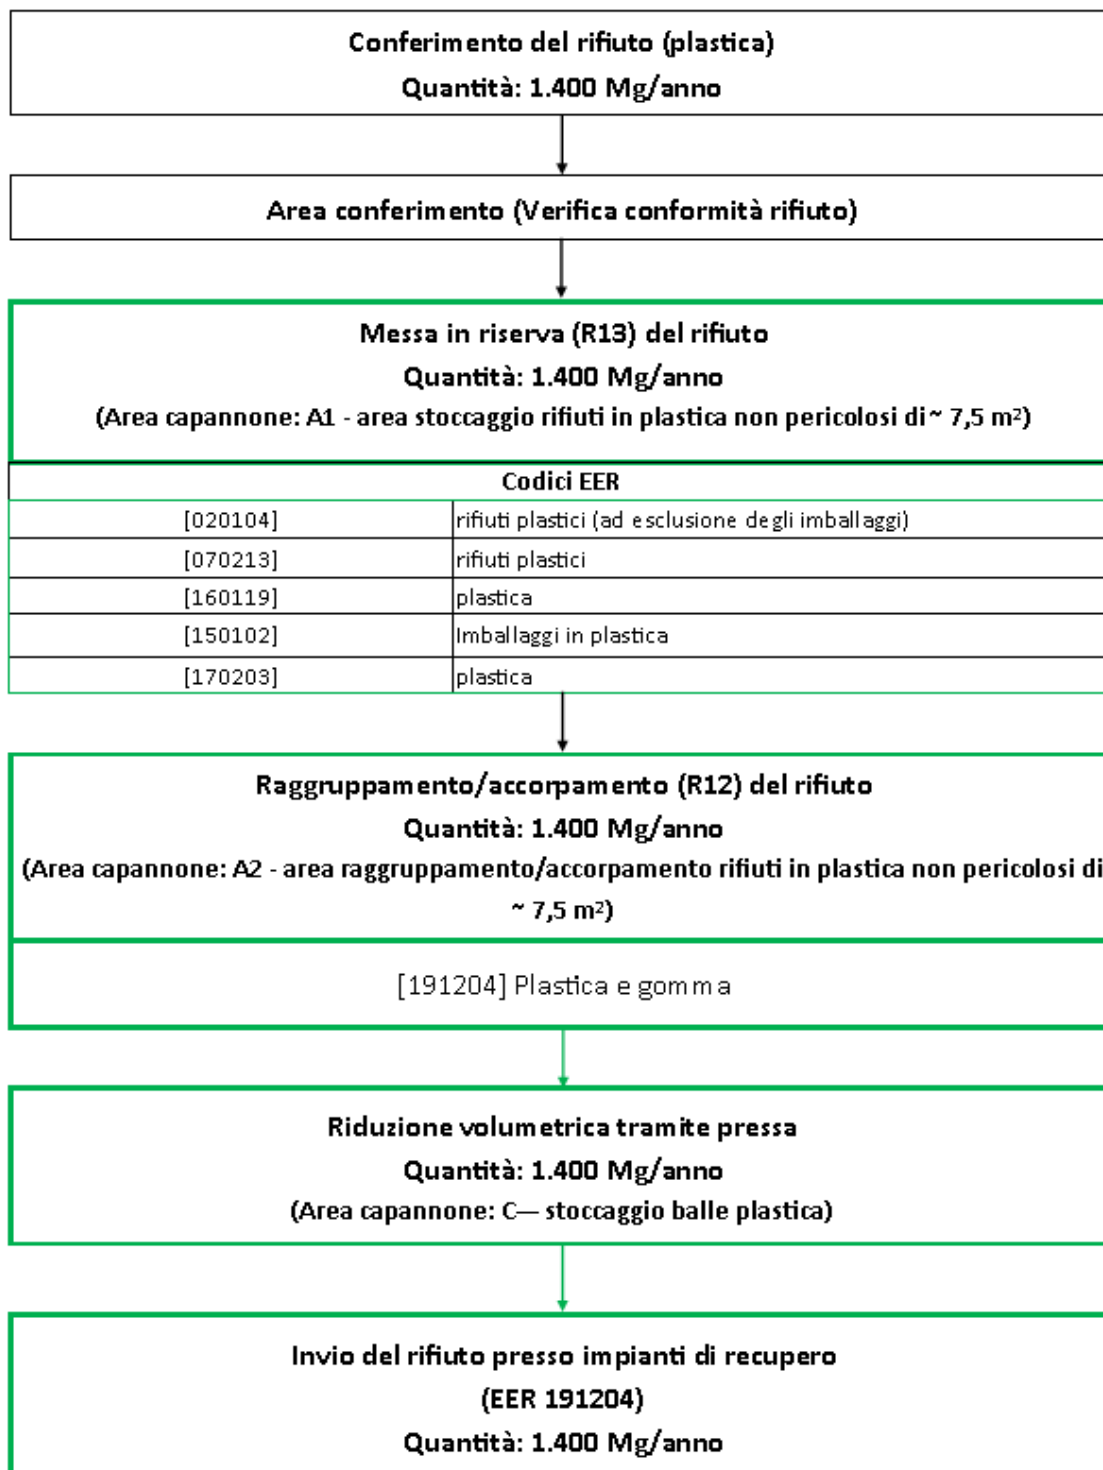 Conferimento del rifiuto (plastica)
Quantità: 1.400 Mg/anno
Area conferimento (Verifica conformità rifiuto)
Messa in riserva (R13) del rifiuto
Quantità: 1.400 Mg/anno
(Area capannone: A1 - area stoccaggio rifiuti in plastica non pericolosi di ~ 7,5 m²)
Codici EER
[020104] rifiuti plastici (ad esclusione degli imballaggi)
[070213] rifiuti plastici
[160119] plastica
[150102] Imballaggi in plastica
[170203] plastica
Raggruppamento/accorpamento (R12) del rifiuto
Quantità: 1.400 Mg/anno
(Area capannone: A2 - area raggruppamento/accorpamento rifiuti in plastica non pericolosi di
~ 7,5 m²)
[191204] Plastica e gomma
Riduzione volumetrica tramite pressa
Quantità: 1.400 Mg/anno
(Area capannone: C— stoccaggio balle plastica)
Invio del rifiuto presso impianti di recupero
(EER 191204)
Quantità: 1.400 Mg/anno